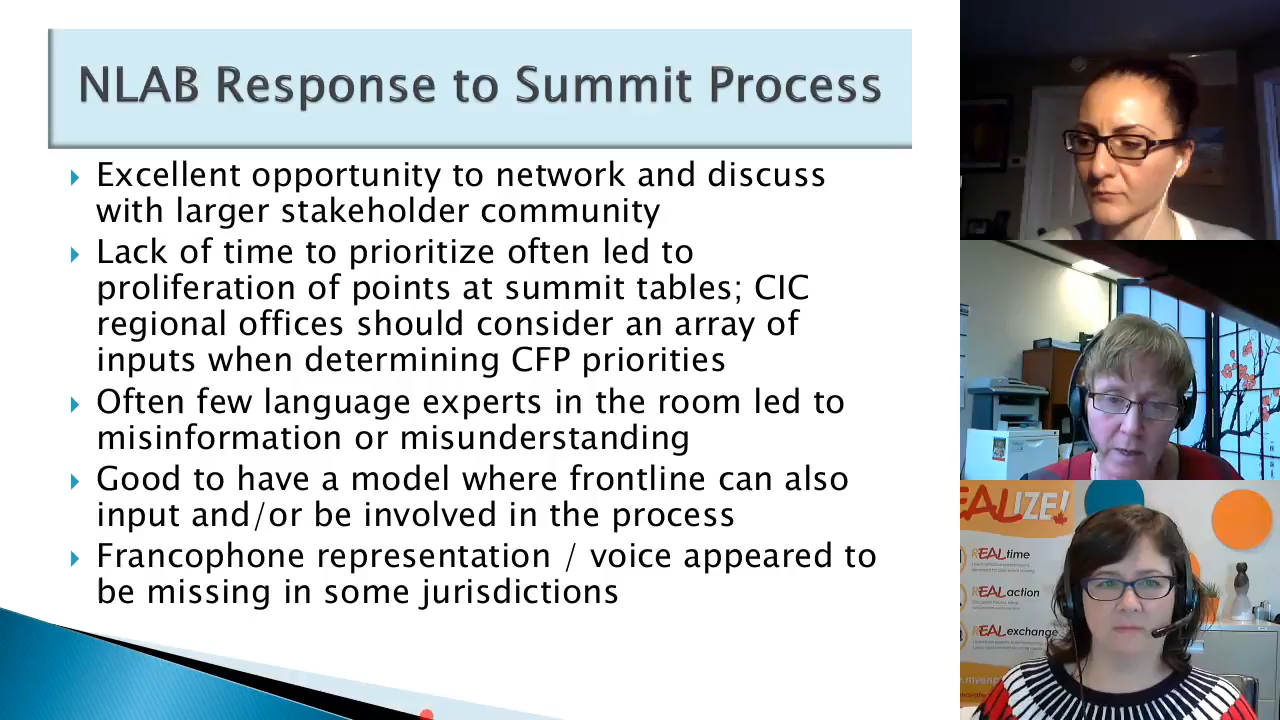 NLAB Response to Summit Process
Excellent opportunity to network and discuss
with larger stakeholder community
Lack of time to prioritize often led to
proliferation of points at summit tables; CIC
regional offices should consider an array of
inputs when determining CFP priorities
Often few language experts in the room led to
misinformation or misunderstanding
Good to have a model where frontline can also
input and/or be involved in the process
Francophone representation / voice appeared to
be missing in some jurisdictions
EALIZE!
REALtime
REALaction
REALexchange